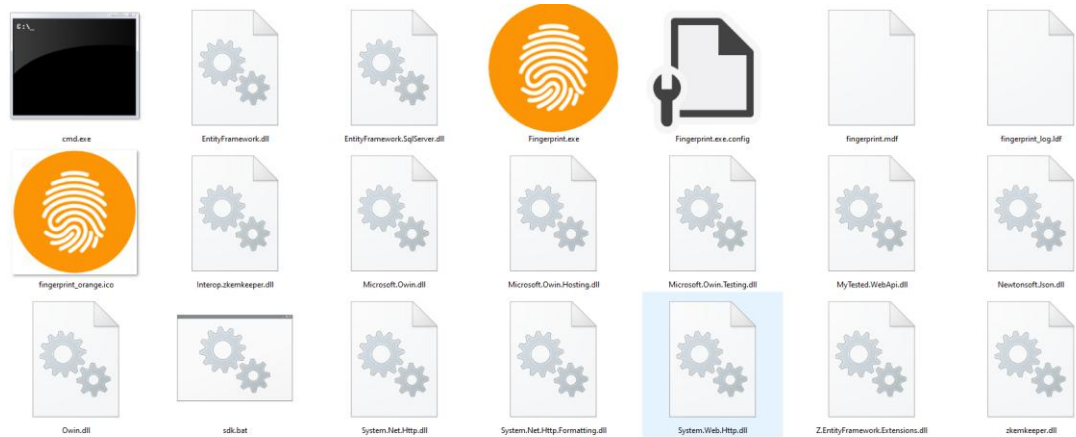 C:\_
cmd.exe
EntityFramework.dll
EntityFramework.SqlServer.dll
Fingerprint.exe
Fingerprint.exe.config
fingerprint.mdf
fingerprint_log.ldf
fingerprint_orange.ico
Interop.zkemkeeper.dll
Microsoft.Owin.dll
Microsoft.Owin.Hosting.dll
Microsoft.Owin.Testing.dll
MyTested.WebApi.dll
Newtonsoft.Json.dll
Owin.dll
sdk.bat
System.Net.Http.dll
System.Net.Http.Formatting.dll
System.Web.Http.dll
Z.EntityFramework.Extensions.dll
zkemkeeper.dll